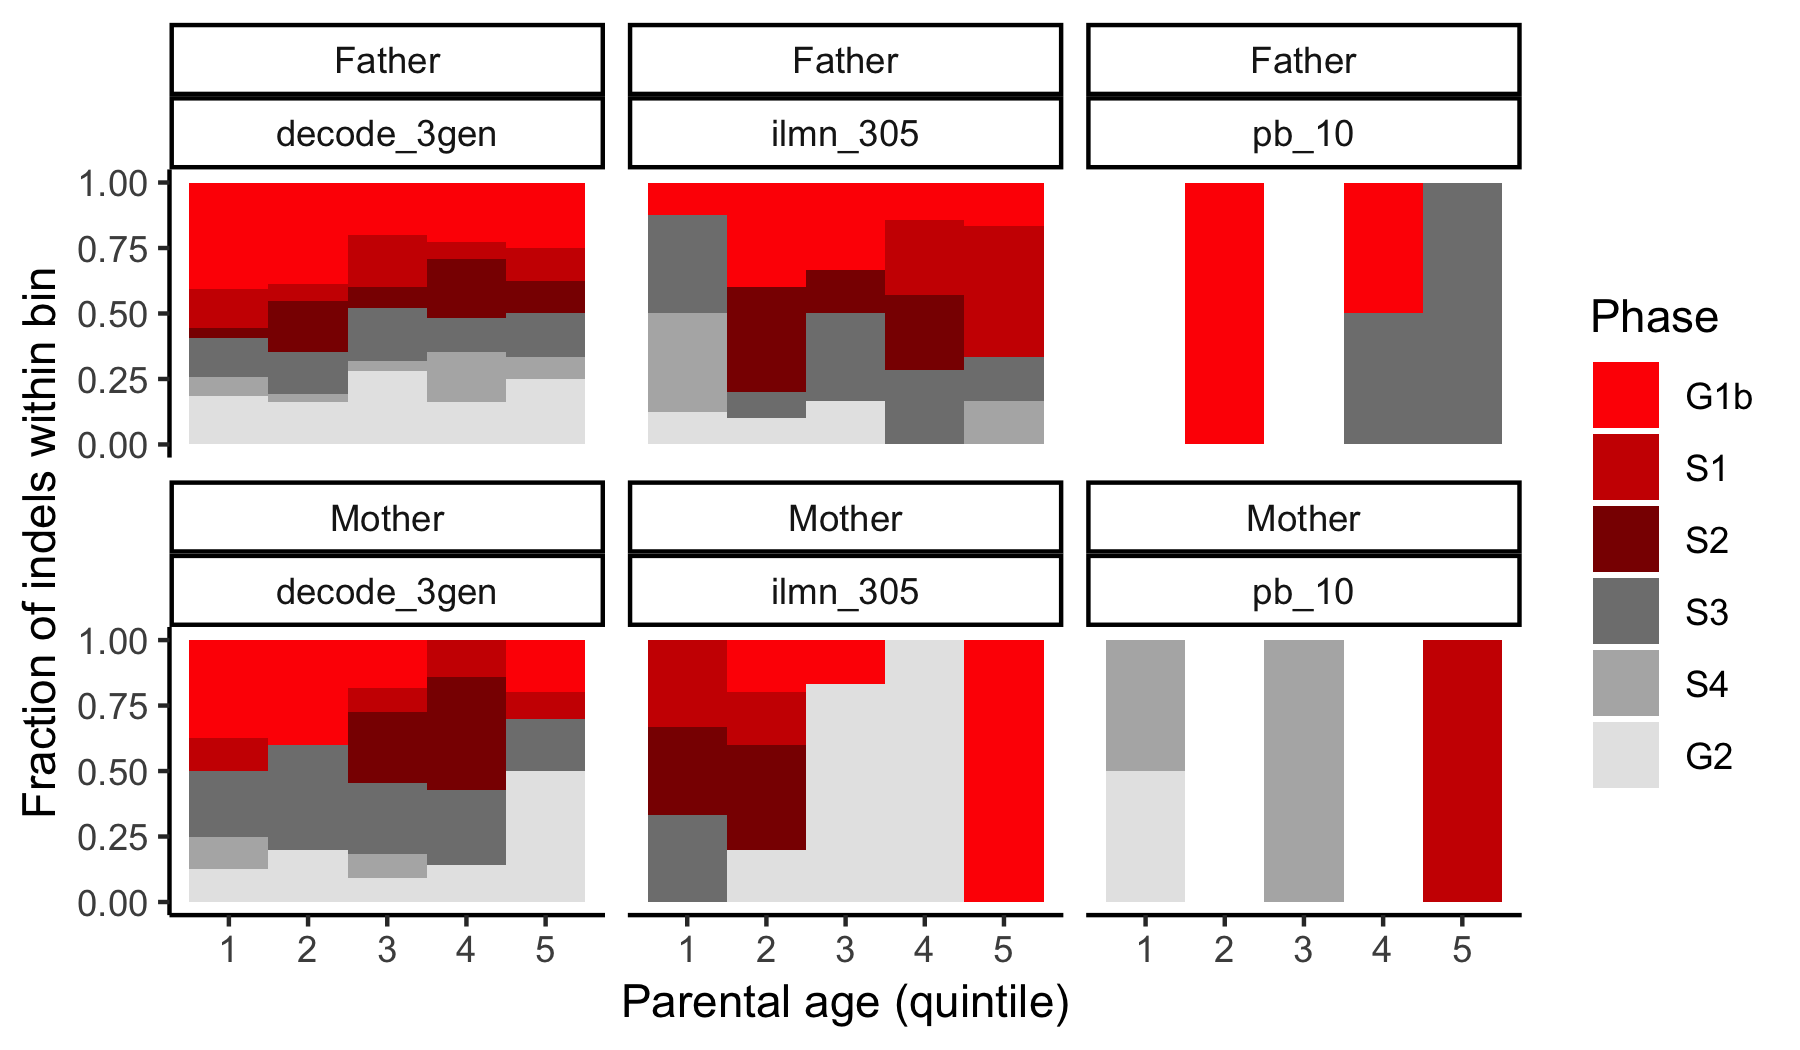 Father
Father
Father
decode_3gen
ilmn_305
pb_10
1.00
0.75
0.50
0.25
0.00
Mother
Mother
Mother
decode_3gen
ilmn_305
pb_10
1.00
0.75
0.50
0.25
0.00
1 2 3 4 5
1 2 3 4 5
1 2 3 4 5
Parental age (quintile)
Fraction of indels within bin
Phase
G1b
S1
S2
S3
S4
G2